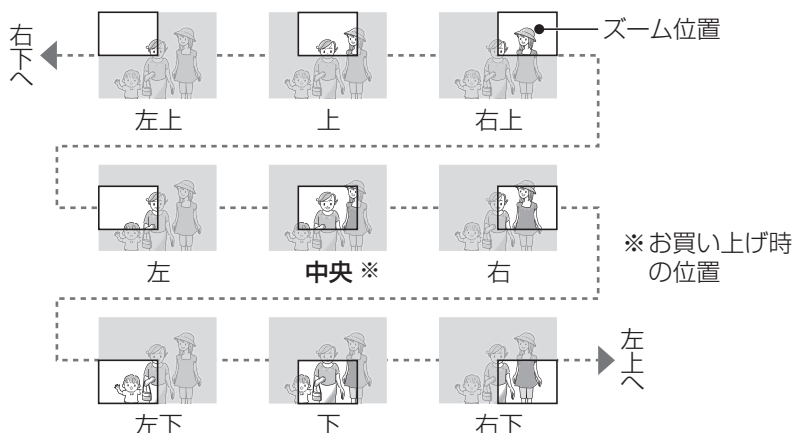 右下へ
ズーム位置
左上
上
右上
左
中央 ※
右
※お買い上げ時
の位置
左下
下
右下
左上へ